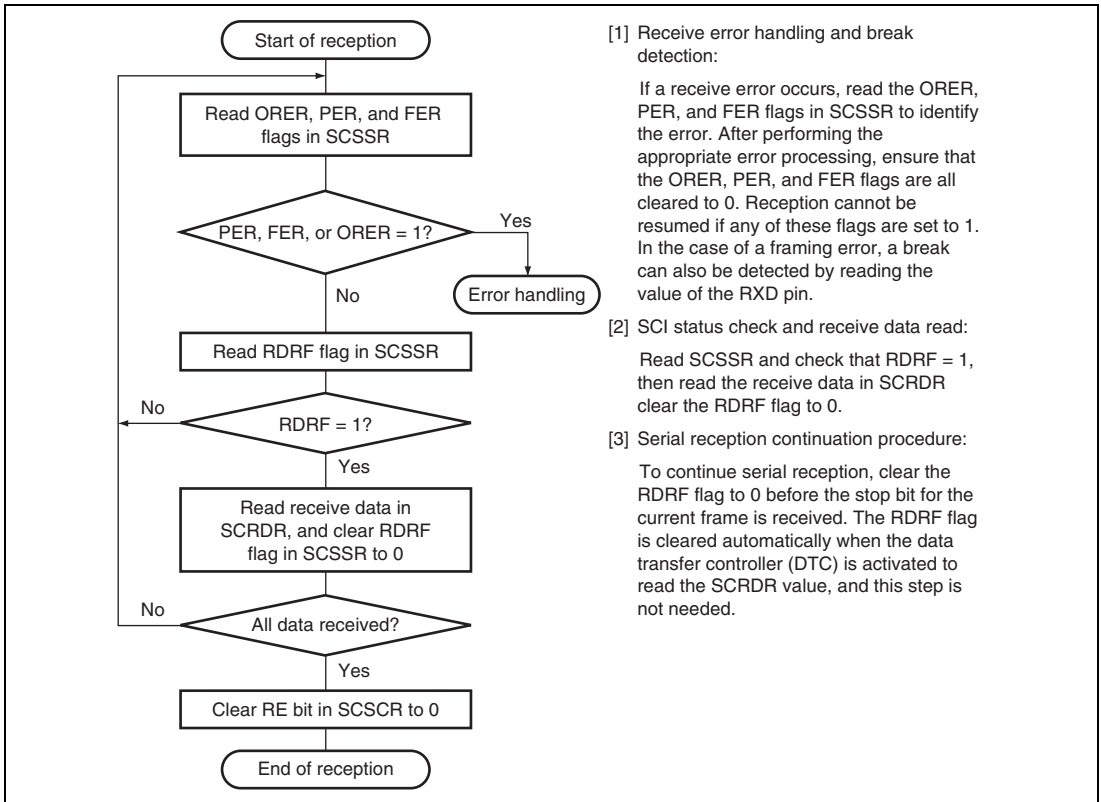 Start of reception
Read ORER, PER, and FER
flags in SCSSR
PER, FER, or ORER = 1?
Yes
Error handling
No
Read RDRF flag in SCSSR
No
RDRF = 1?
Yes
Read receive data in
SCRDR, and clear RDRF
flag in SCSSR to 0
No
All data received?
Yes
Clear RE bit in SCSCR to 0
End of reception
[1] Receive error handling and break
detection:
If a receive error occurs, read the ORER,
PER, and FER flags in SCSSR to identify
the error. After performing the
appropriate error processing, ensure that
the ORER, PER, and FER flags are all
cleared to 0. Reception cannot be
resumed if any of these flags are set to 1.
In the case of a framing error, a break
can also be detected by reading the
value of the RXD pin.
[2] SCI status check and receive data read:
Read SCSSR and check that RDRF = 1,
then read the receive data in SCRDR
clear the RDRF flag to 0.
[3] Serial reception continuation procedure:
To continue serial reception, clear the
RDRF flag to 0 before the stop bit for the
current frame is received. The RDRF flag
is cleared automatically when the data
transfer controller (DTC) is activated to
read the SCRDR value, and this step is
not needed.